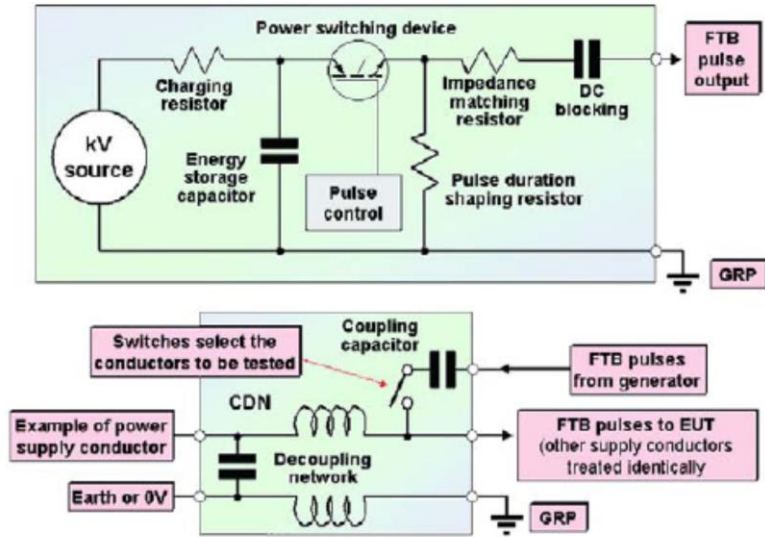 Power switching device
FTB
pulse
output
Charging
resistor
Impedance
matching
resistor
DC
blocking
kV
source
Energy
storage
capacitor
Pulse
control
Pulse duration
shaping resistor
GRP
Switches select the
conductors to be tested
Coupling
capacitor
FTB pulses
from generator
CDN
Example of power
supply conductor
FTB pulses to EUT
(other supply conductors
treated identically
Decoupling
network
Earth or 0V
GRP